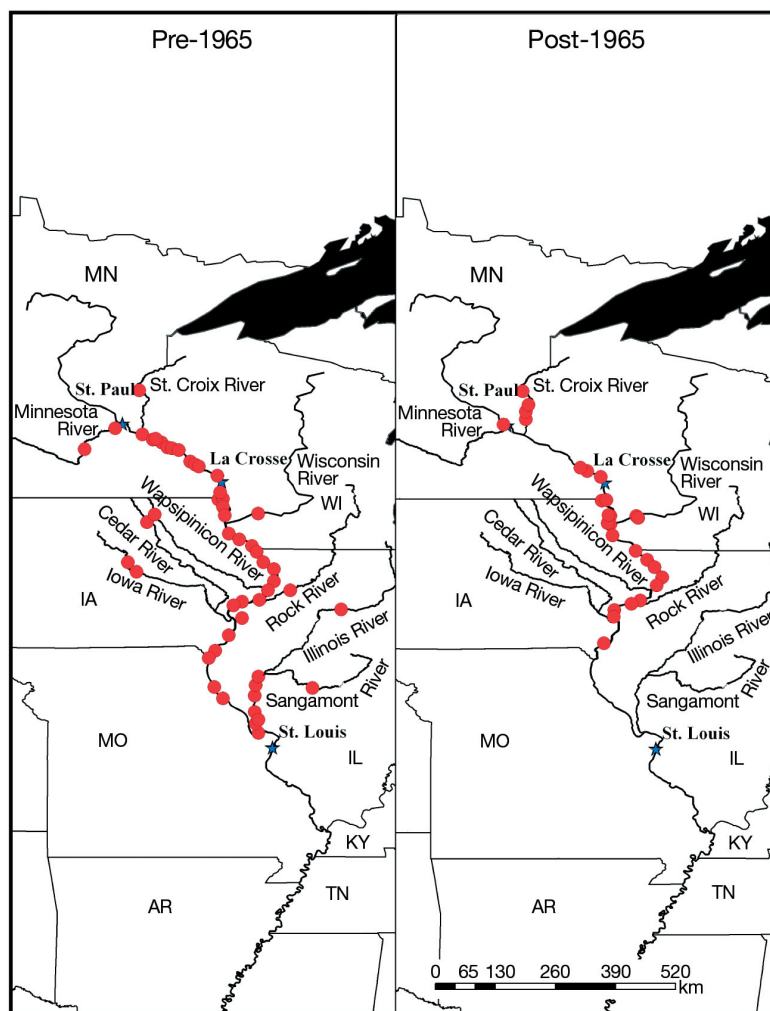 Pre-1965
MN
St. Paul
St. Croix River
Minnesota
River
La Crosse
Wisconsin
River
WI
Wapsipinicon River
Cedar River
Iowa River
IA
Rock River
Illinois River
Sangamont
River
St. Louis
MO
IL
KY
TN
AR
Post-1965
MN
St. Paul
St. Croix River
Minnesota
River
La Crosse
Wisconsin
River
WI
Wapsipinicon River
Cedar River
Iowa River
IA
Rock River
Illinois River
Sangamont
River
St. Louis
MO
IL
KY
TN
AR
0 65 130 260 390 520
km